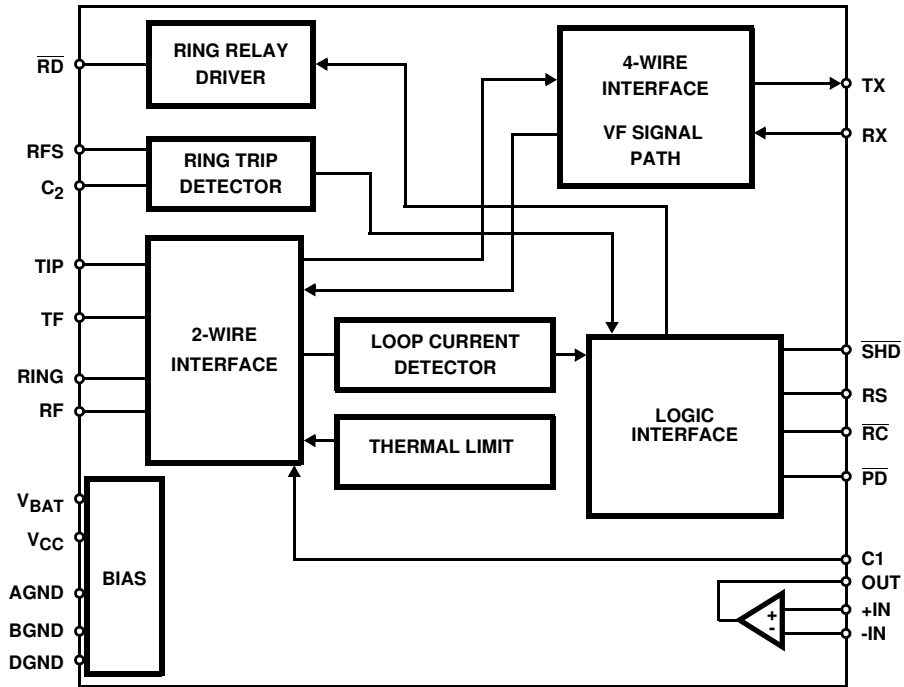 RD
RFS
C2
TIP
TF
RING
RF
VBAT
VCC
AGND
BGND
DGND
RING RELAY
DRIVER
RING TRIP
DETECTOR
2-WIRE
INTERFACE
BIAS
LOOP CURRENT
DETECTOR
THERMAL LIMIT
4-WIRE
INTERFACE
VF SIGNAL
PATH
LOGIC
INTERFACE
+
-
TX
RX
SHD
RS
RC
PD
C1
OUT
+IN
-IN